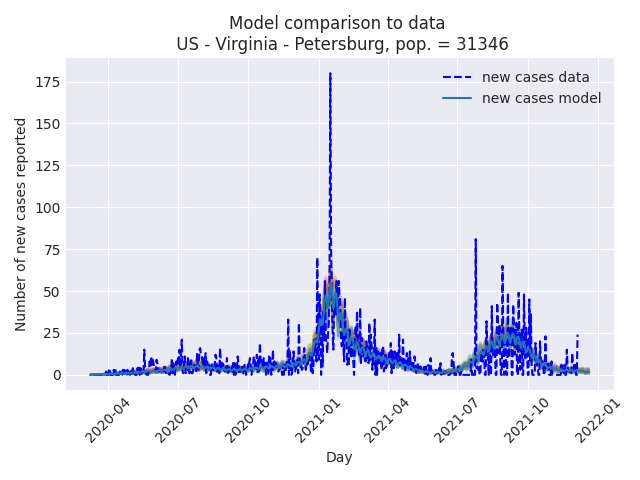 Model comparison to data
US - Virginia - Petersburg, pop. = 31346
new cases data
new cases model
Number of new cases reported
175
150
125
100
75
50
25
0
2020-04
2020-07
2020-10
2021-01
2021-04
2021-07
2021-10
2022-01
Day